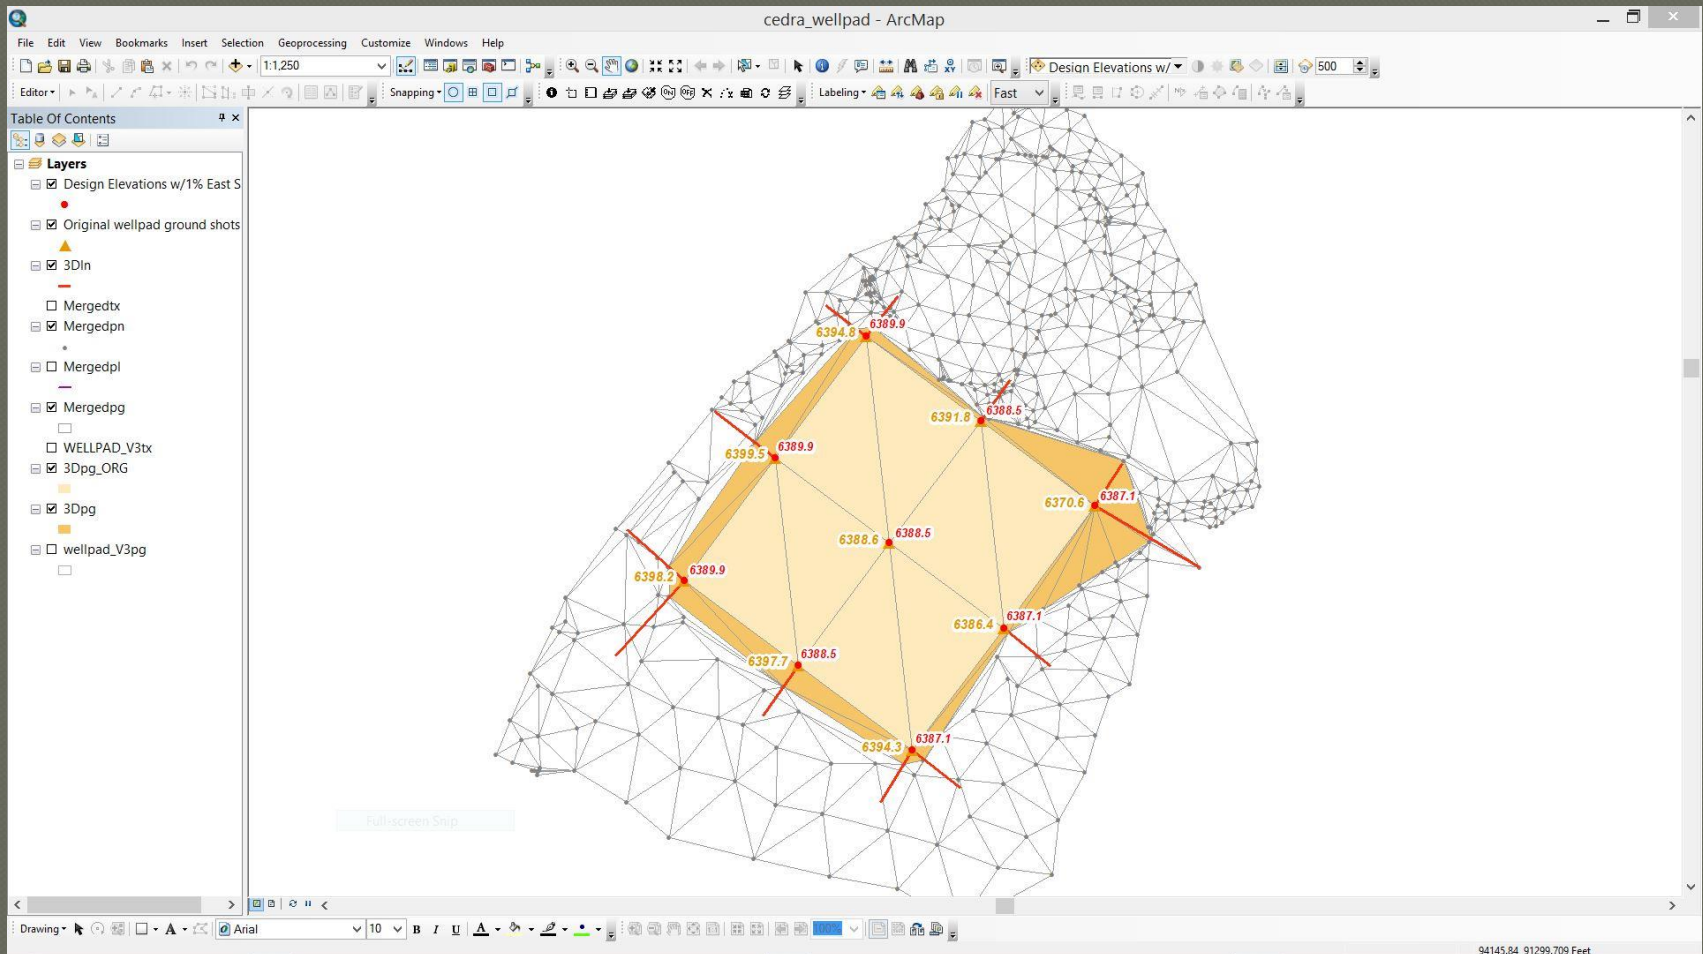 cedra_wellpad - ArcMap
File Edit View Bookmarks Insert Selection Geoprocessing Customize Windows Help
1:1,250
Design Elevations w/
500
Editor
Snapping
Labeling
Fast
Table Of Contents
Layers
Design Elevations w/1% East S
Original wellpad ground shots
3Dln
Mergedtx
Mergedpn
Mergedpl
Mergedpg
WELLPAD_V3tx
3Dpg_ORG
3Dpg
wellpad_V3pg
6394.8 6389.9
6391.8 6388.5
6399.5 6389.9
6370.6 6387.1
6388.6 6388.5
6398.2 6389.9
6386.4 6387.1
6397.7 6388.5
6394.3 6387.1
Full-screen Snip
Drawing
Arial
10
B I U A
100%
94145.84 91299.709 Feet